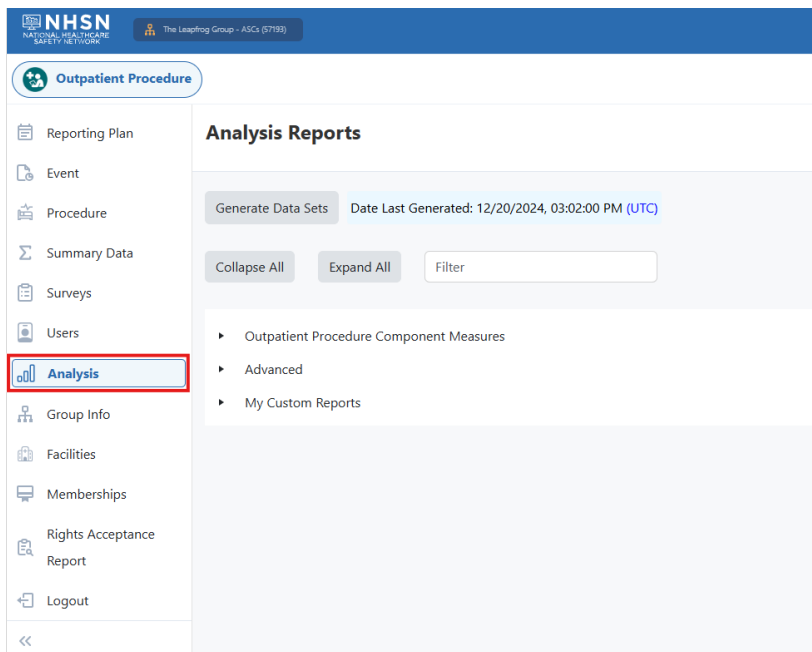 NHSN
NATIONAL HEALTHCARE
SAFETY NETWORK
The Leapfrog Group - ASCs (57193)
Outpatient Procedure
Reporting Plan
Event
Procedure
Summary Data
Surveys
Users
Analysis
Group Info
Facilities
Memberships
Rights Acceptance
Report
Logout
Analysis Reports
Generate Data Sets Date Last Generated: 12/20/2024, 03:02:00 PM (UTC)
Collapse All Expand All Filter
Outpatient Procedure Component Measures
Advanced
My Custom Reports